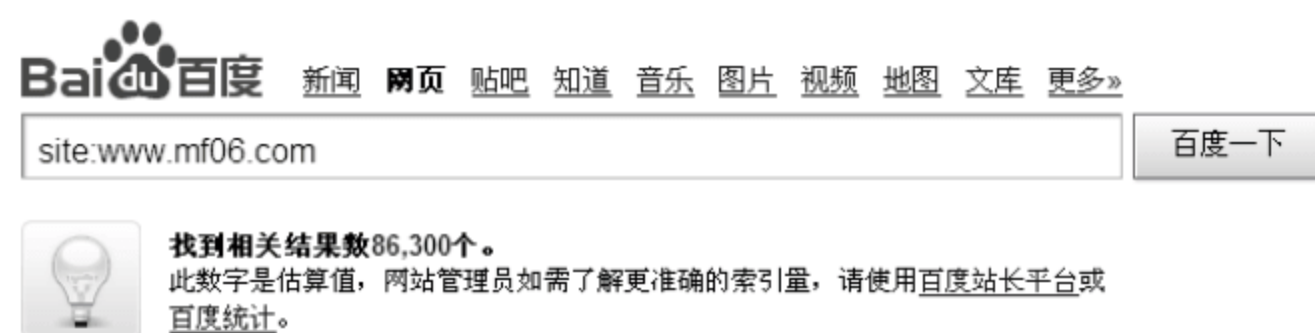 Bai du 百度 新闻 网页 贴吧 知道 音乐 图片 视频 地图 文库 更多»
site:www.mf06.com 百度一下
找到相关结果数86,300个。
此数字是估算值，网站管理员如需了解更准确的索引量，请使用百度站长平台或
百度统计。